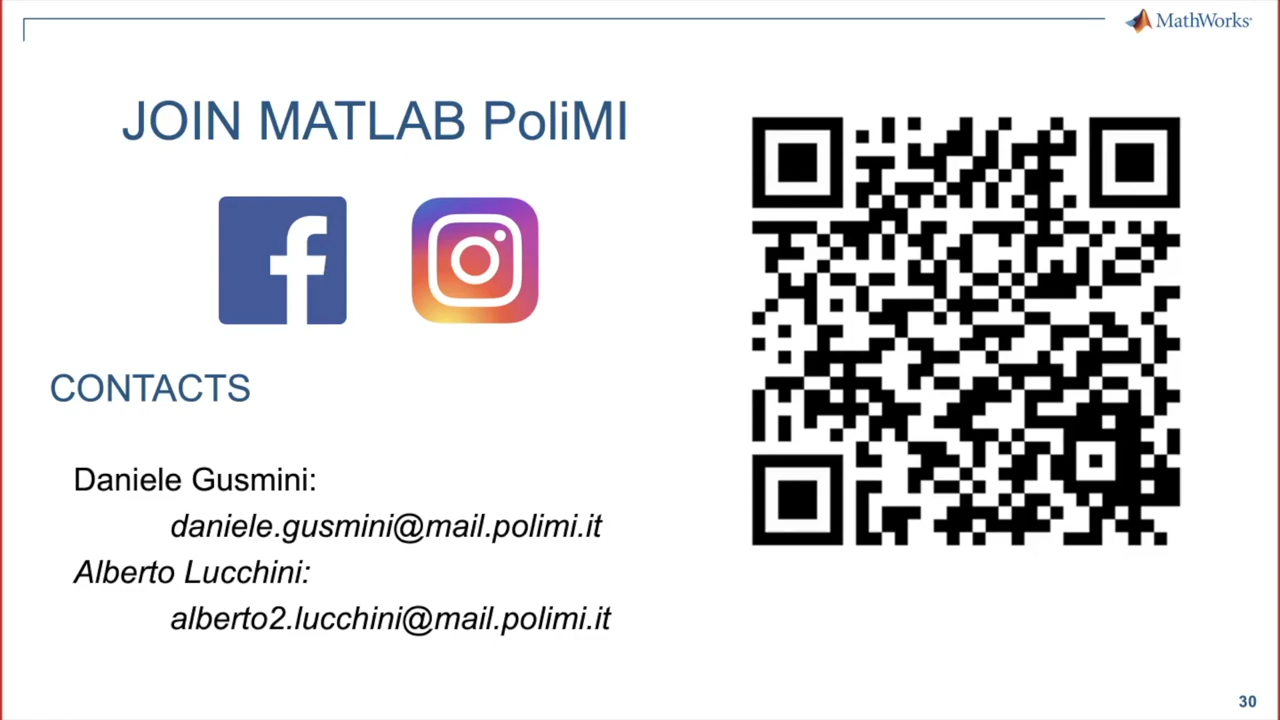 MathWorks
JOIN MATLAB PoliMI
CONTACTS
Daniele Gusmini:
daniele.gusmini@mail.polimi.it
Alberto Lucchini:
alberto2.lucchini@mail.polimi.it
30